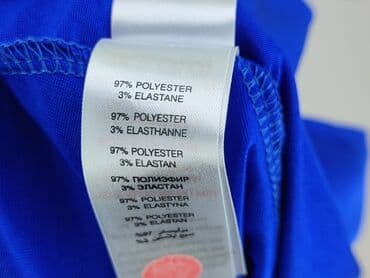 97% POLYESTER
3% ELASTANE
97% POLYESTER
3% ELASTHANNE
97% POLYESTER
3% ELASTAN
97% ПОЛИЭФИР
3% ЭЛАСТАН
97% POLIESTER
3% ELASTYNA
97% POLYESTER
3% ELASTAN